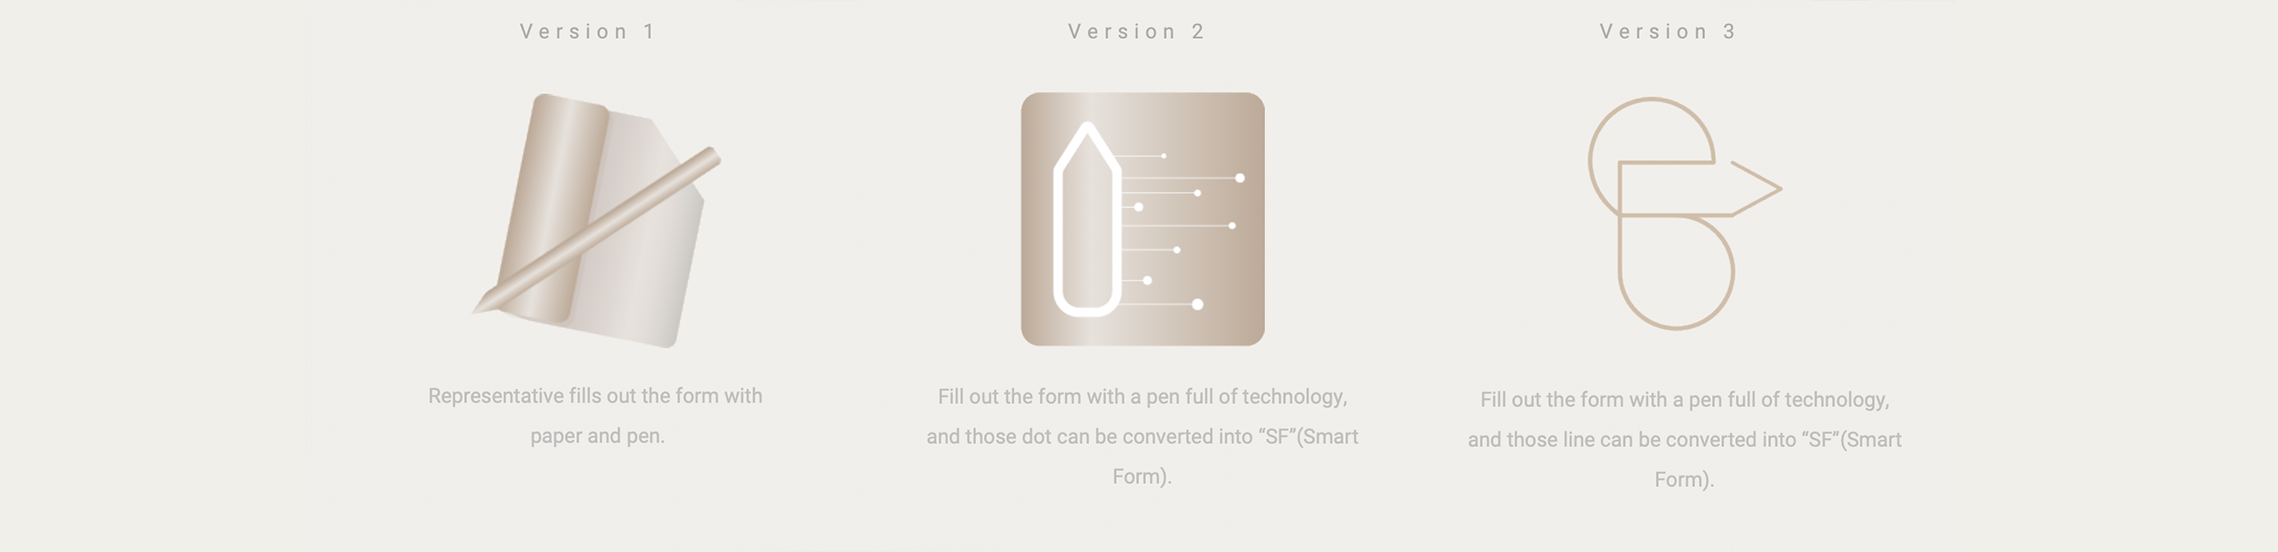 Version 1
Representative fills out the form with
paper and pen.
Version 2
Fill out the form with a pen full of technology,
and those dot can be converted into “SF”(Smart
Form).
Version 3
Fill out the form with a pen full of technology,
and those line can be converted into “SF”(Smart
Form).